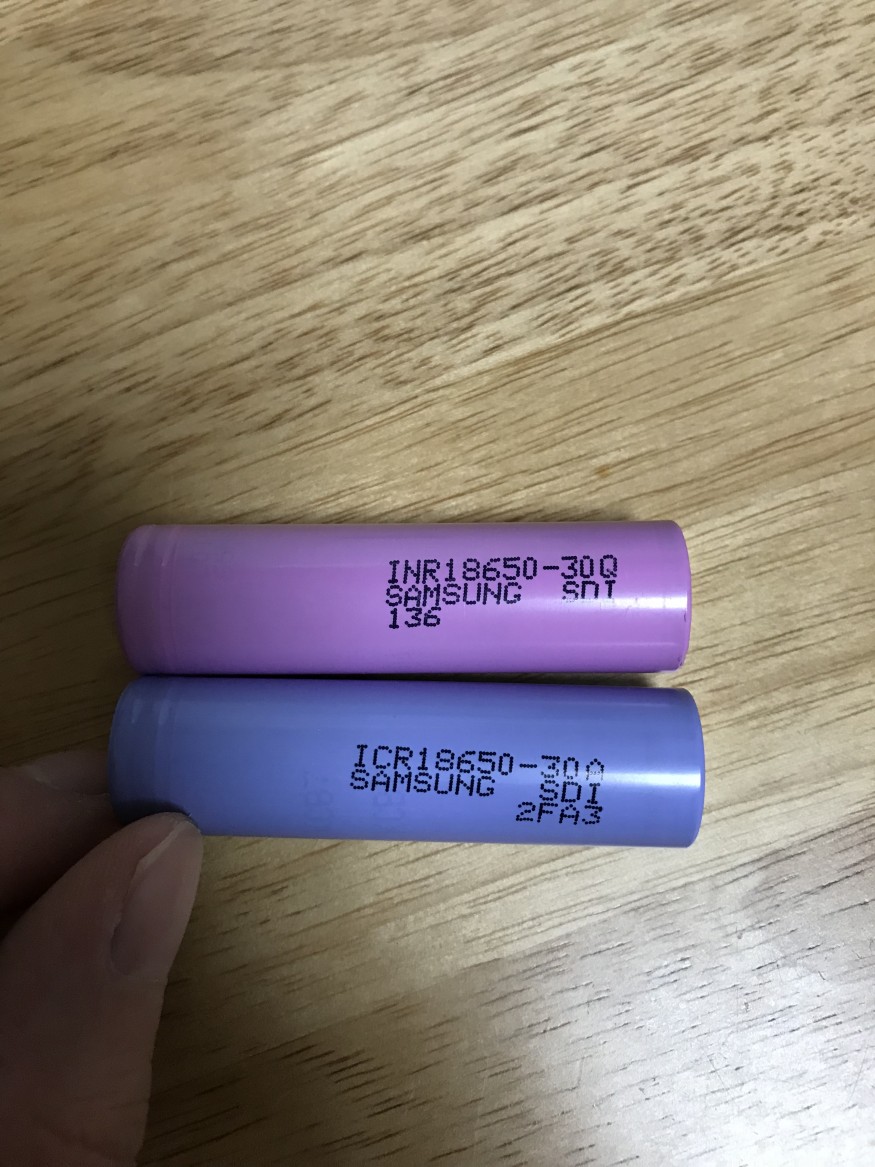 INR18650-30Q
SAMSUNG SDI
136
ICR18650-30A
SAMSUNG SDI
2FA3